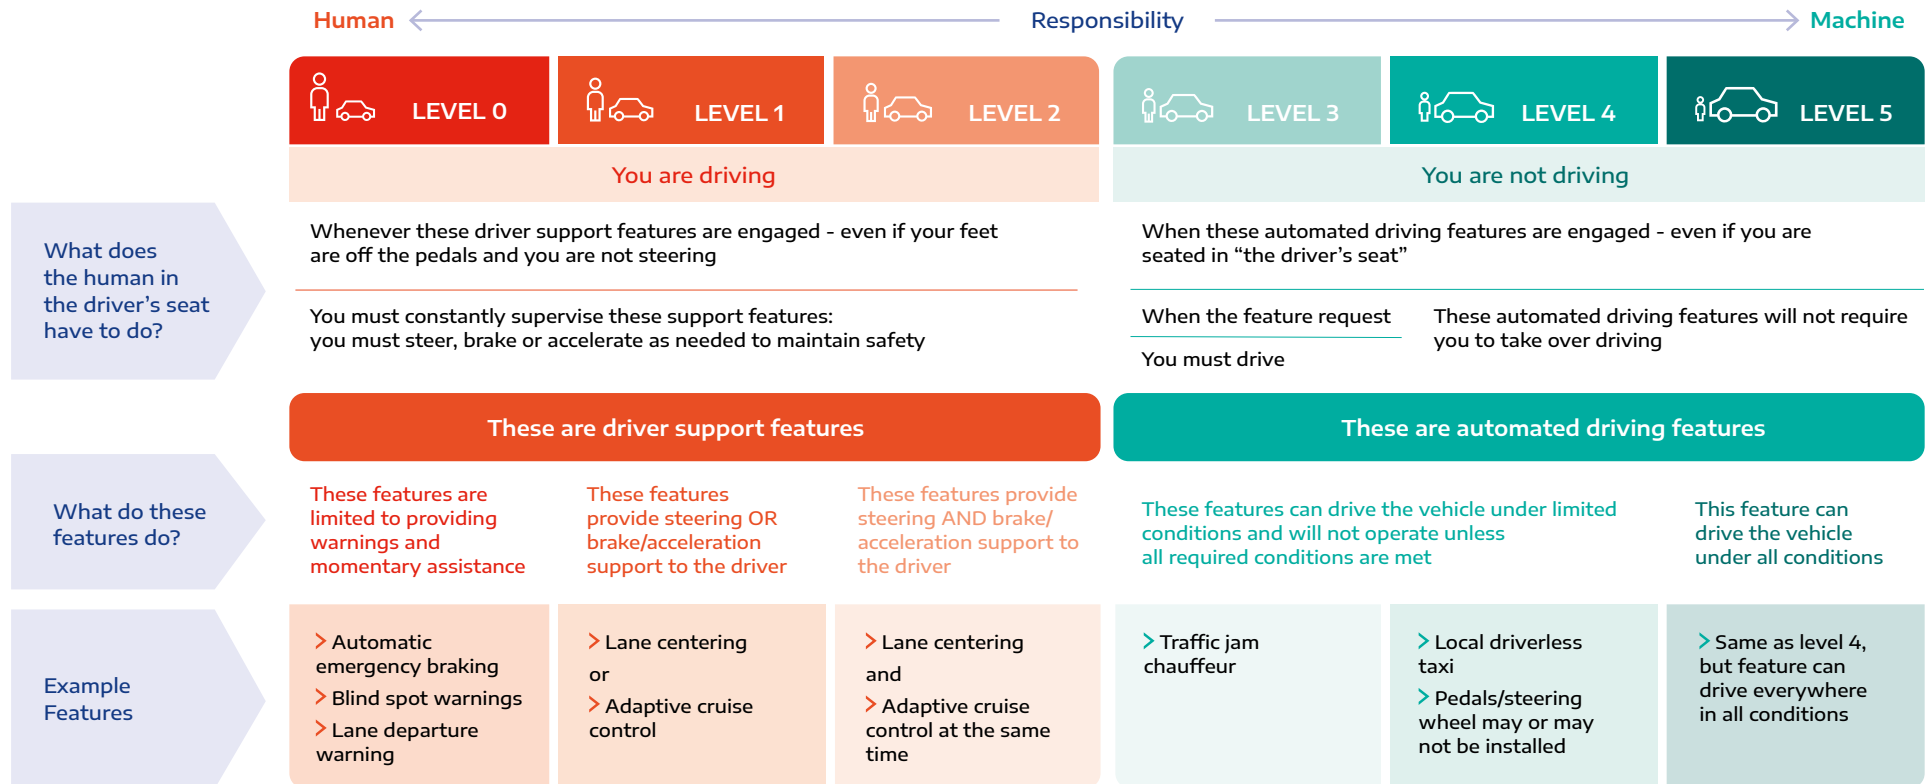 Human Responsibility Machine
LEVEL 0
LEVEL 1
LEVEL 2
LEVEL 3
LEVEL 4
LEVEL 5
You are driving
You are not driving
What does
the human in
the driver's seat
have to do?
Whenever these driver support features are engaged - even if your feet
are off the pedals and you are not steering
You must constantly supervise these support features:
you must steer, brake or accelerate as needed to maintain safety
When these automated driving features are engaged - even if you are
seated in “the driver's seat”
When the feature request
You must drive
These automated driving features will not require
you to take over driving
These are driver support features
These are automated driving features
What do these
features do?
These features are
limited to providing
warnings and
momentary assistance
These features
provide steering OR
brake/acceleration
support to the driver
These features provide
steering AND brake/
acceleration support to
the driver
These features can drive the vehicle under limited
conditions and will not operate unless
all required conditions are met
This feature can
drive the vehicle
under all conditions
Example
Features
> Automatic
emergency braking
> Blind spot warnings
> Lane departure
warning
> Lane centering
or
> Adaptive cruise
control
> Lane centering
and
> Adaptive cruise
control at the same
time
> Traffic jam
chauffeur
> Local driverless
taxi
> Pedals/steering
wheel may or may
not be installed
> Same as level 4,
but feature can
drive everywhere
in all conditions